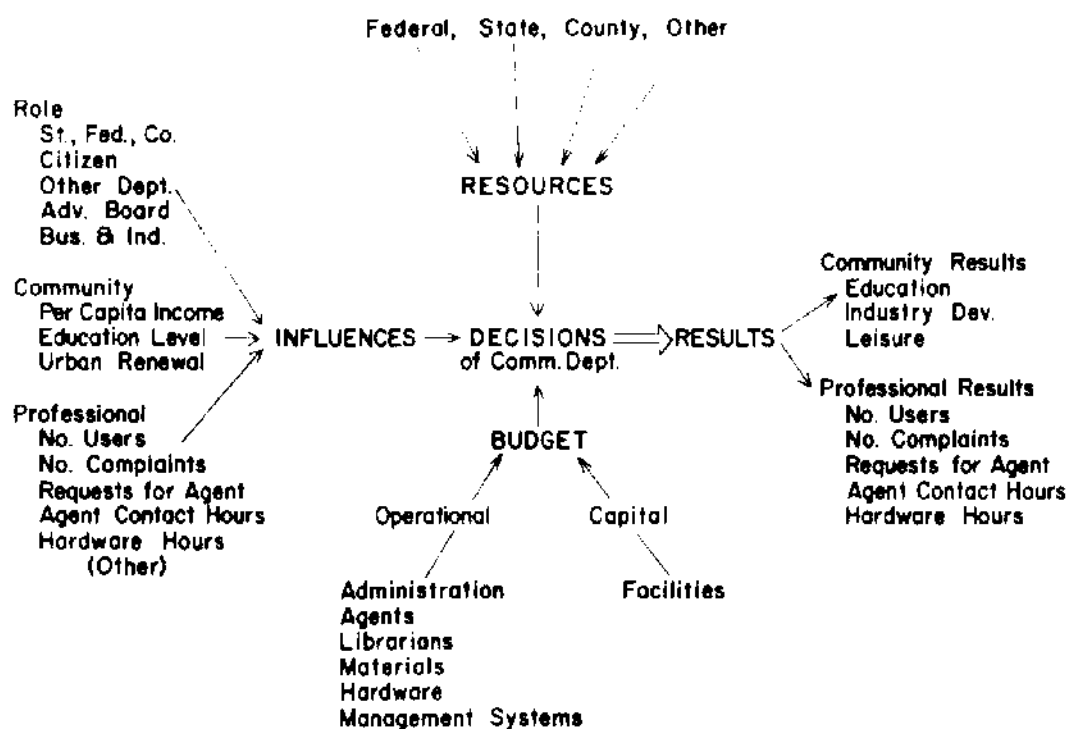 Federal, State, County, Other
Role
St., Fed., Co.
Citizen
Other Dept.
Adv. Board
Bus. & Ind.
RESOURCES
Community
Per Capita Income
Education Level
Urban Renewal
INFLUENCES
DECISIONS
of Comm. Dept.
RESULTS
Community Results
Education
Industry Dev.
Leisure
Professional
No. Users
No. Complaints
Requests for Agent
Agent Contact Hours
Hardware Hours
(Other)
BUDGET
Operational
Capital
Administration
Agents
Librarians
Materials
Hardware
Management Systems
Facilities
Professional Results
No. Users
No. Complaints
Requests for Agent
Agent Contact Hours
Hardware Hours